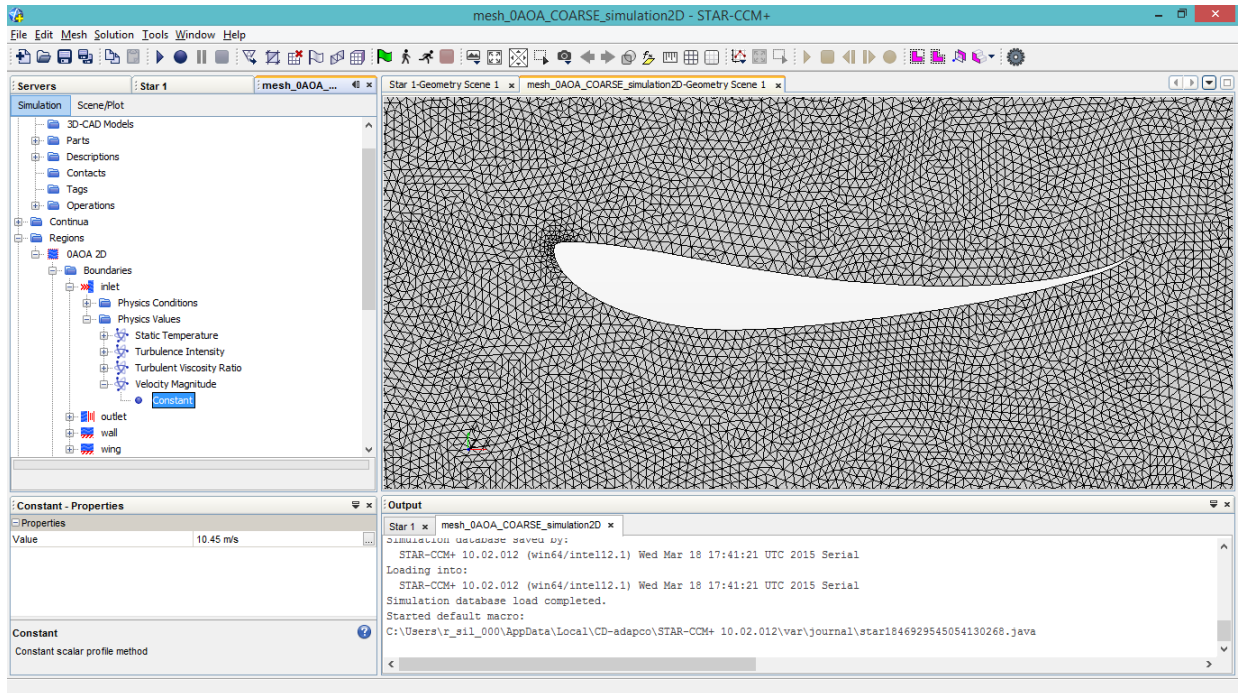 mesh_0AOA_COARSE_simulation2D - STAR-CCM+
File Edit Mesh Solution Tools Window Help
Servers
Star 1
mesh_0AOA_...
Star 1-Geometry Scene 1
mesh_0AOA_COARSE_simulation2D-Geometry Scene 1
Simulation
Scene/Plot
3D-CAD Models
Parts
Descriptions
Contacts
Tags
Operations
Continua
Regions
0AOA 2D
Boundaries
inlet
Physics Conditions
Physics Values
Static Temperature
Turbulence Intensity
Turbulent Viscosity Ratio
Velocity Magnitude
Constant
outlet
wall
wing
Constant - Properties
Properties
Value 10.45 m/s
...
Constant
Constant scalar profile method
Output
Star 1
mesh_0AOA_COARSE_simulation2D
Simulation database saved by:
STAR-CCM+ 10.02.012 (win64/intel12.1) Wed Mar 18 17:41:21 UTC 2015 Serial
Loading into:
STAR-CCM+ 10.02.012 (win64/intel12.1) Wed Mar 18 17:41:21 UTC 2015 Serial
Simulation database load completed.
Started default macro:
C:\Users\r_sil_000\AppData\Local\CD-adapco\STAR-CCM+ 10.02.012\var\journal\star1846929545054130268.java